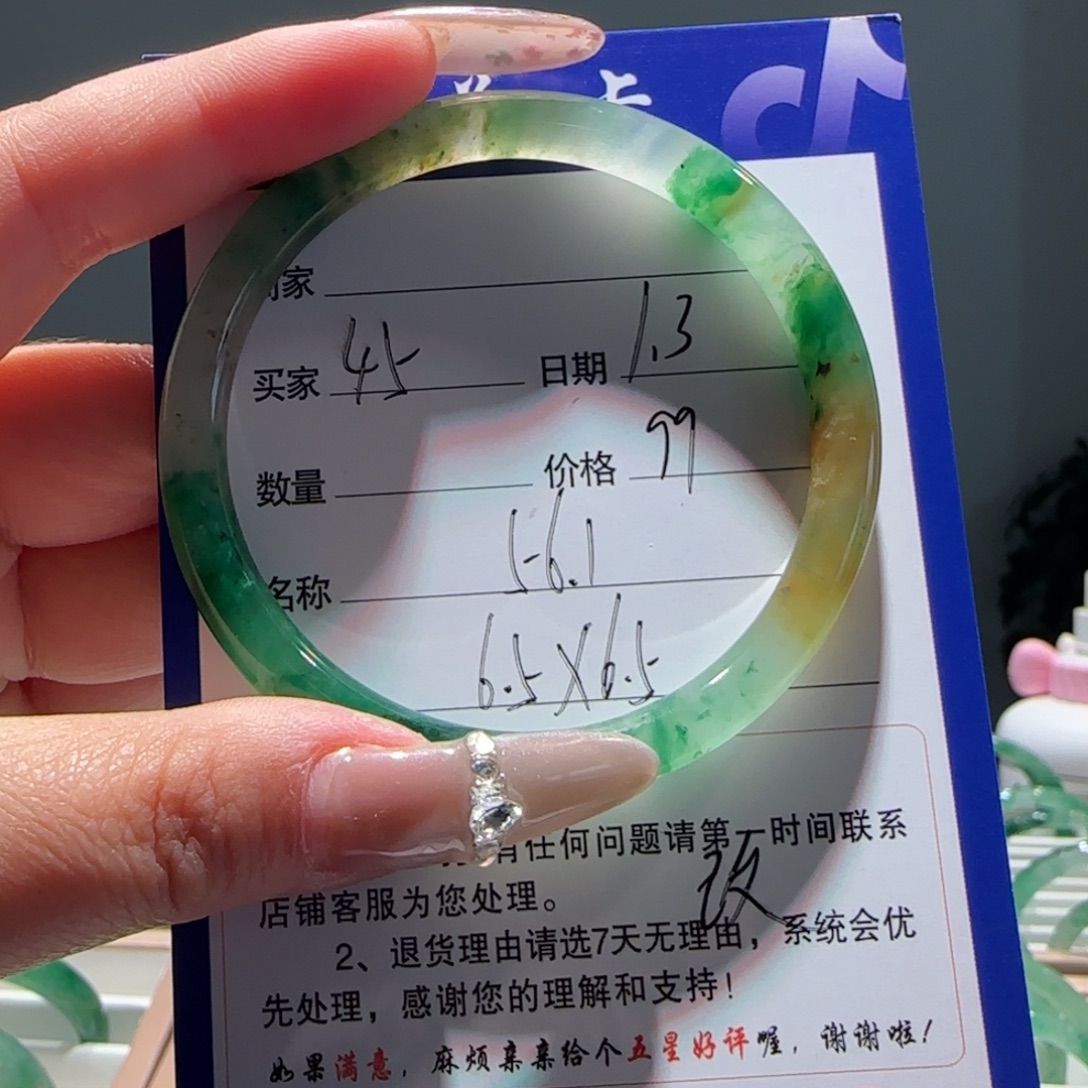 家
买家 45 日期 1.3
数量 价格 99
56.1
名称
6.5X6.5
有任何问题请第一时间联系
店铺客服为您处理。
2、退货理由请选7天无理由，系统会优
先处理，感谢您的理解和支持！
如果满意，麻烦亲亲给个五星好评喔，谢谢啦！